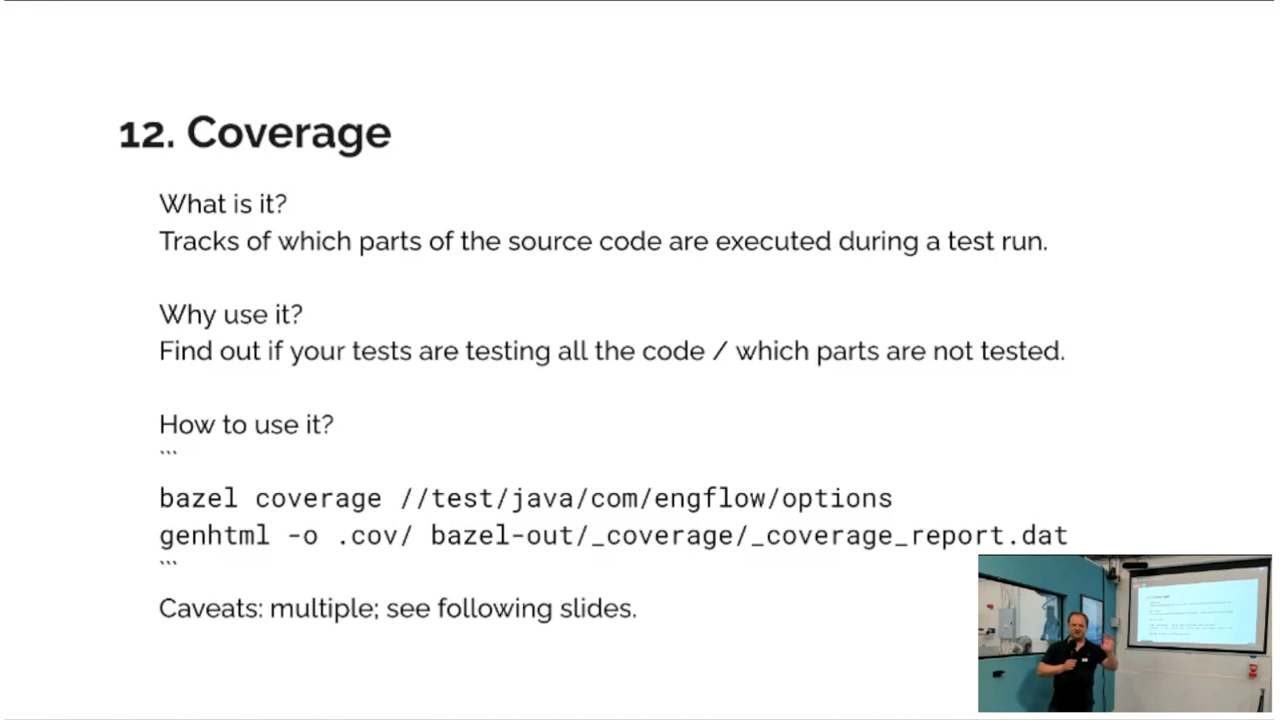 12. Coverage
What is it?
Tracks of which parts of the source code are executed during a test run.
Why use it?
Find out if your tests are testing all the code / which parts are not tested.
How to use it?
```
bazel coverage //test/java/com/engflow/options
genhtml -o .cov/ bazel-out/_coverage/_coverage_report.dat
```
Caveats: multiple; see following slides.